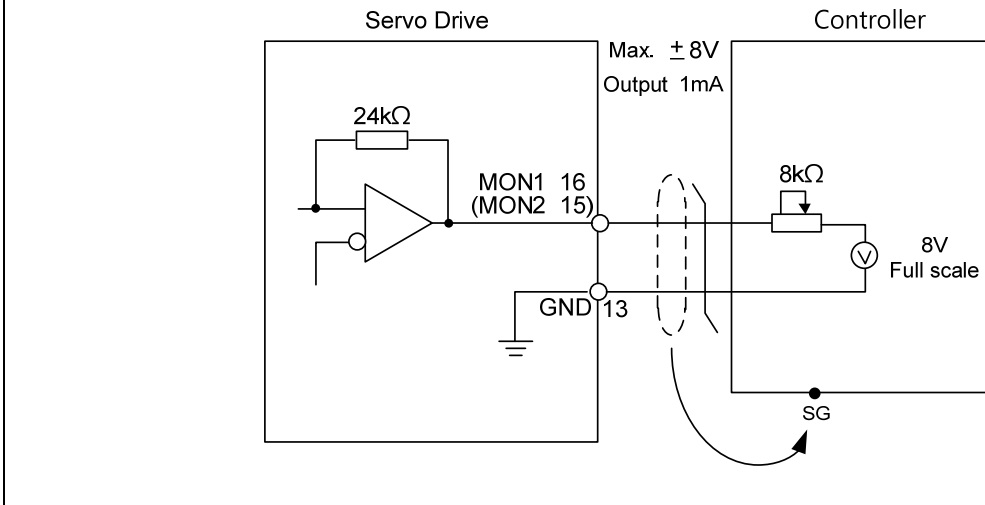 Servo Drive
Controller
Max. ± 8V
Output 1mA
24kΩ
MON1 16
(MON2 15)
8kΩ
V
8V
Full scale
GND 13
SG